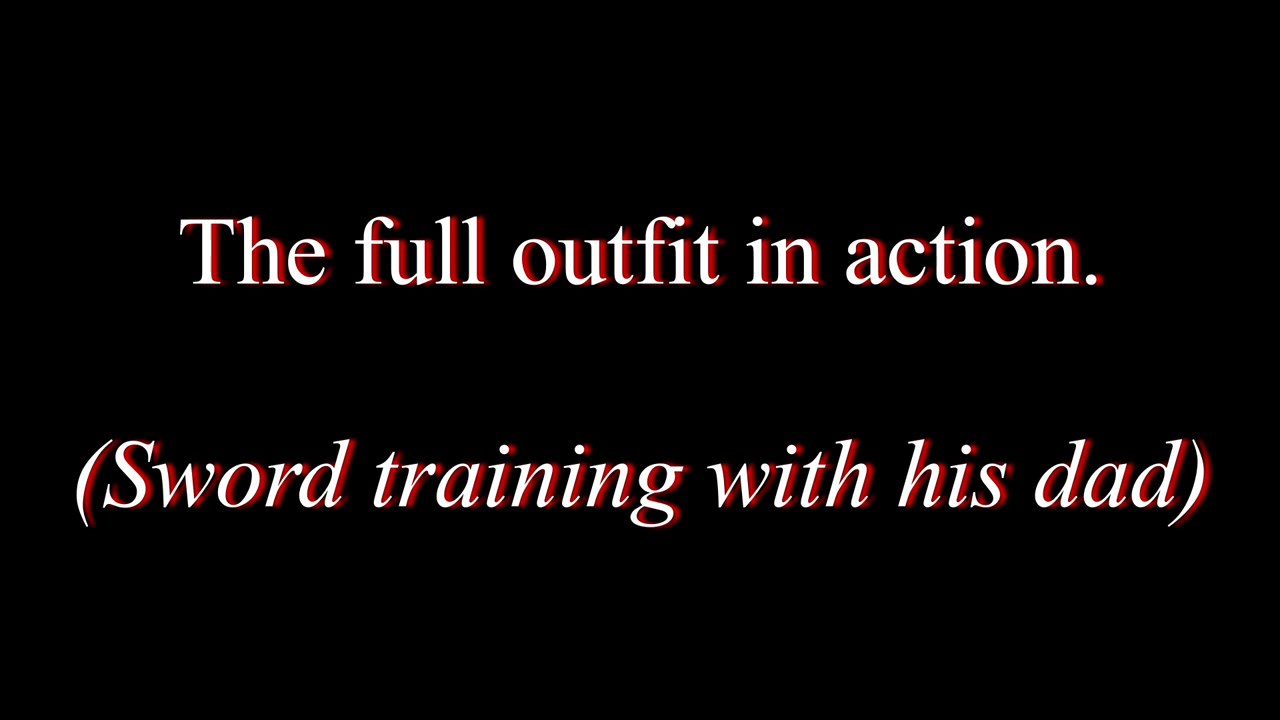 The full outfit in action.
(Sword training with his dad)